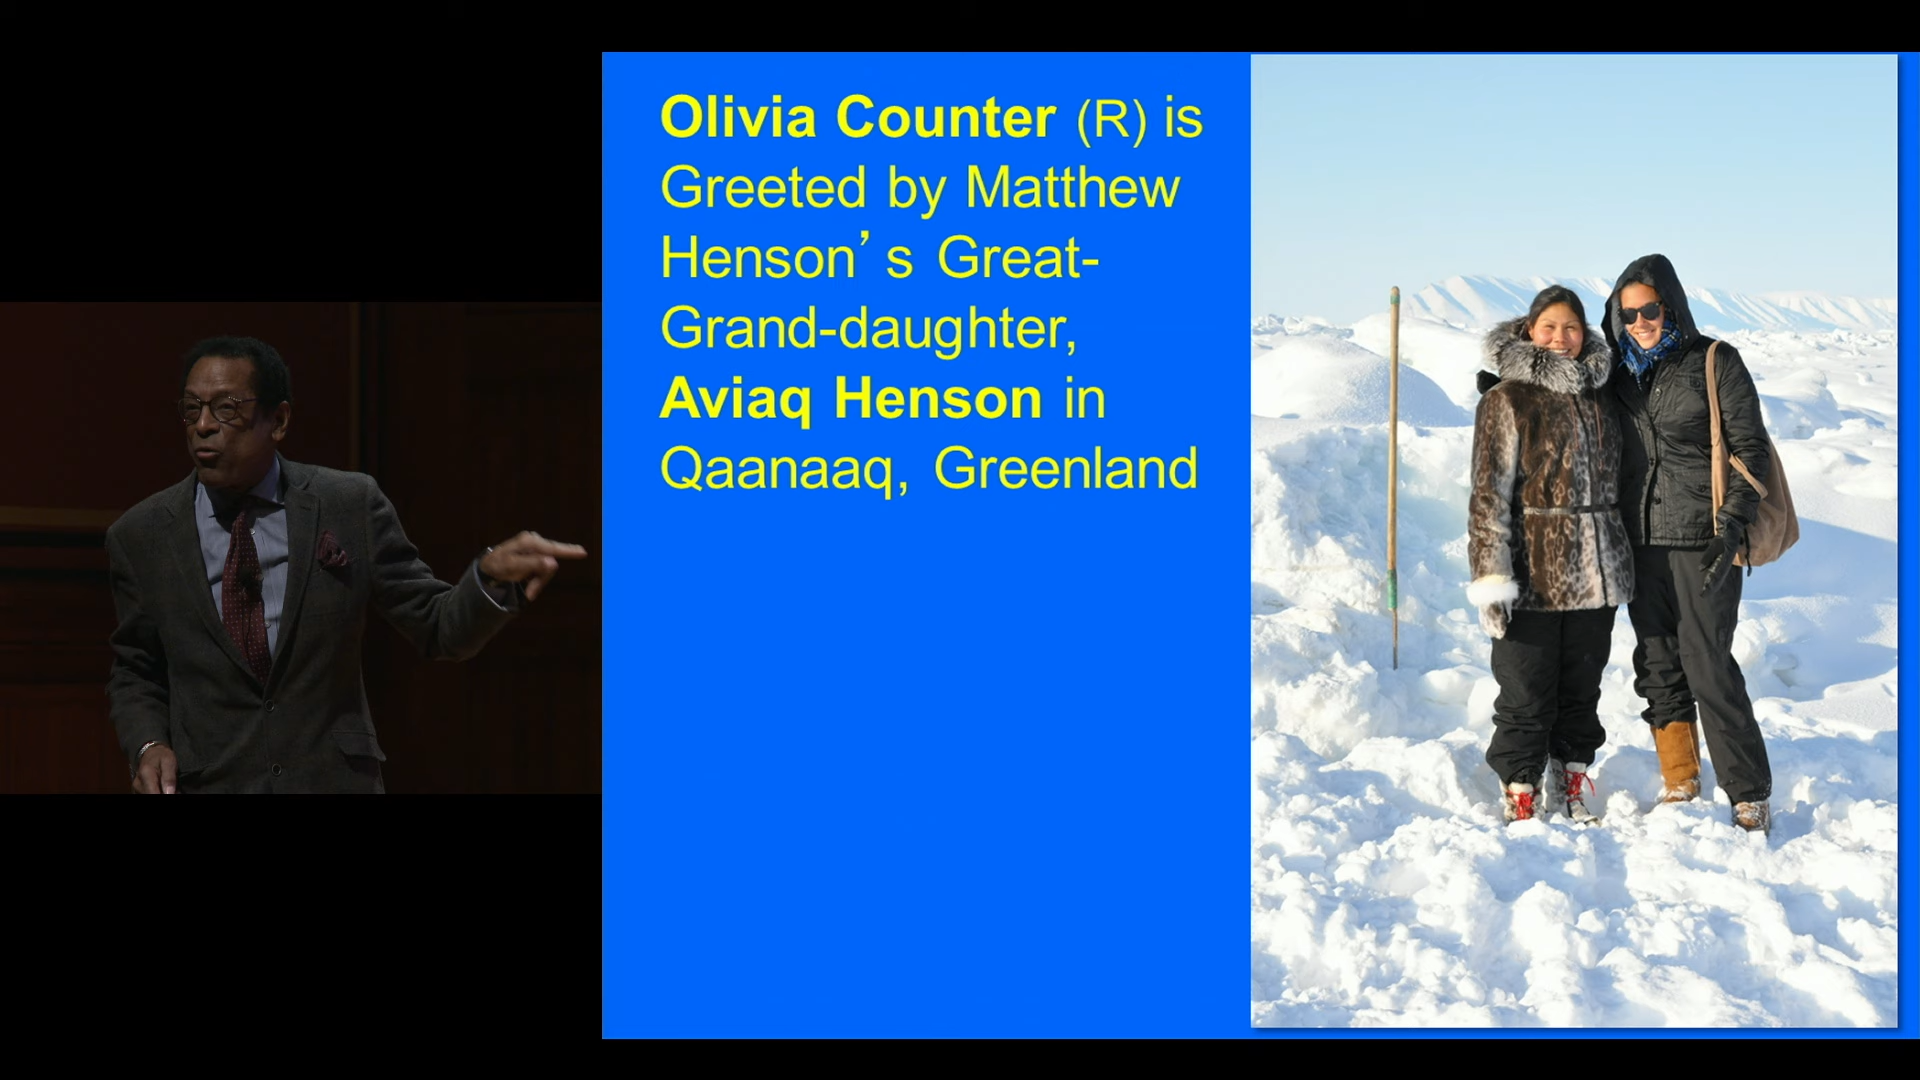 Olivia Counter (R) is
Greeted by Matthew
Henson’s Great-
Grand-daughter,
Aviaq Henson in
Qaanaaq, Greenland